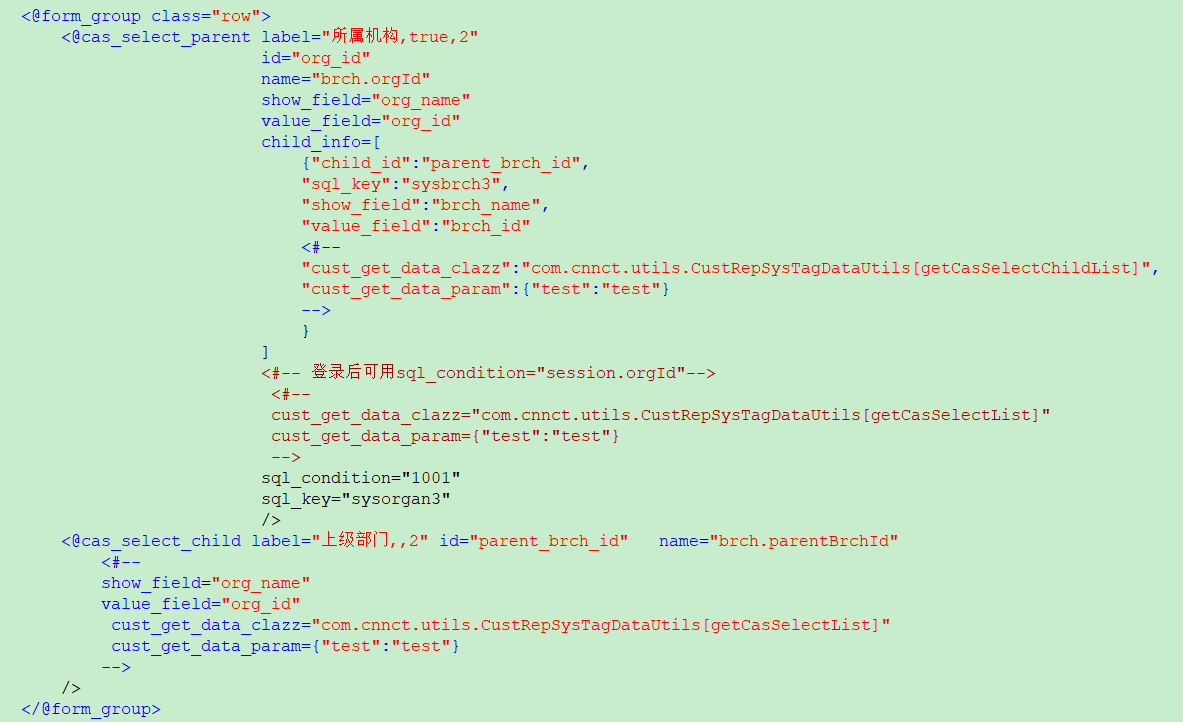 <@form_group class="row">
<@cas_select_parent label="所属机构,true,2"
id="org_id"
name="brch.orgId"
show_field="org_name"
value_field="org_id"
child_info=[
{"child_id":"parent_brch_id",
"sql_key":"sysbrch3",
"show_field":"brch_name",
"value_field":"brch_id"
<#--
"cust_get_data_clazz":"com.cnnct.utils.CustRepSysTagDataUtils[getCasSelectChildList]",
"cust_get_data_param":{"test":"test"}
-->
}
]
<#-- 登录后可用sql_condition="session.orgId"-->
<#--
cust_get_data_clazz="com.cnnct.utils.CustRepSysTagDataUtils[getCasSelectList]"
cust_get_data_param={"test":"test"}
-->
sql_condition="1001"
sql_key="sysorgan3"
/>
<@cas_select_child label="上级部门,,2" id="parent_brch_id" name="brch.parentBrchId"
<#--
show_field="org_name"
value_field="org_id"
cust_get_data_clazz="com.cnnct.utils.CustRepSysTagDataUtils[getCasSelectList]"
cust_get_data_param={"test":"test"}
-->
/>
</@form_group>